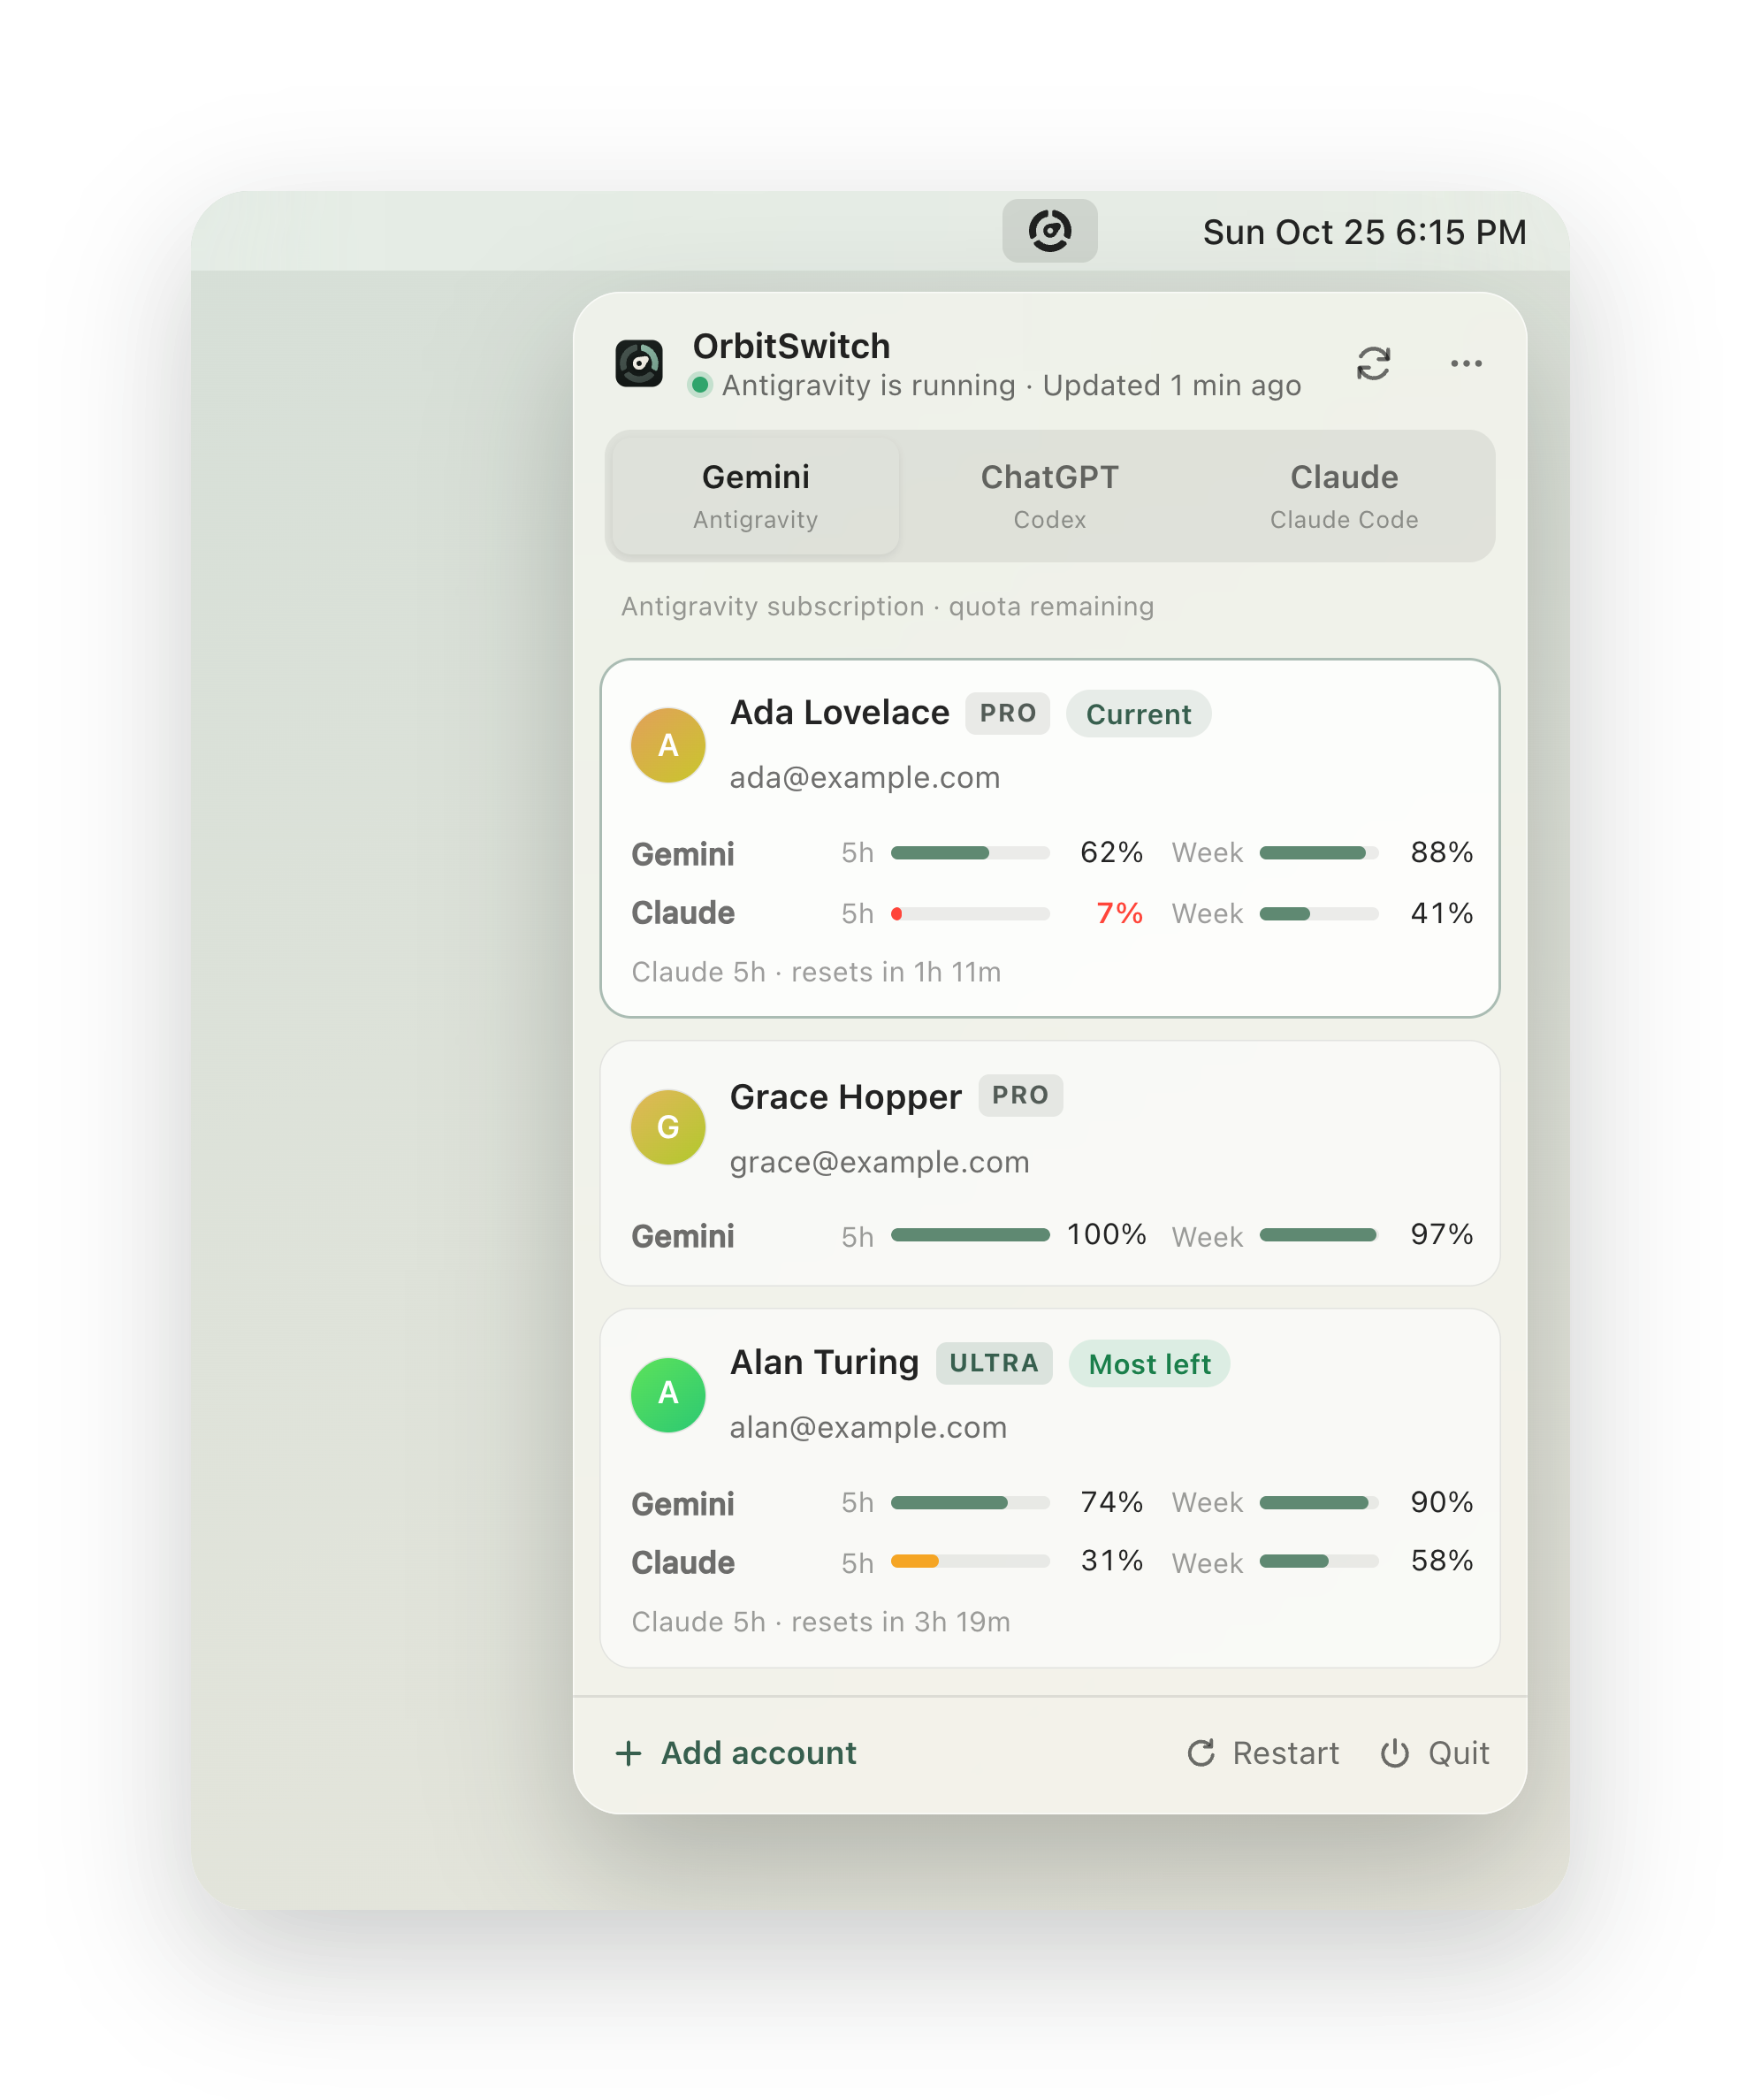 Sun Oct 25 6:15 PM
OrbitSwitch
Antigravity is running · Updated 1 min ago
Gemini ChatGPT Claude
Antigravity Codex Claude Code
Antigravity subscription · quota remaining
A
Ada Lovelace PRO Current
ada@example.com
Gemini 5h 62% Week 88%
Claude 5h 7% Week 41%
Claude 5h · resets in 1h 11m
G
Grace Hopper PRO
grace@example.com
Gemini 5h 100% Week 97%
A
Alan Turing ULTRA Most left
alan@example.com
Gemini 5h 74% Week 90%
Claude 5h 31% Week 58%
Claude 5h · resets in 3h 19m
+ Add account Restart Quit